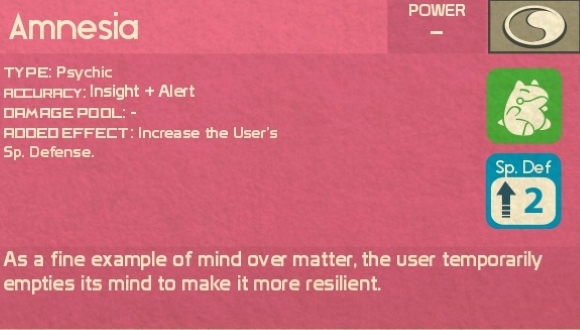 Amnesia
POWER
–
TYPE: Psychic
ACCURACY: Insight + Alert
DAMAGE POOL: -
ADDED EFFECT: Increase the User's
Sp. Defense.
Sp. Def
2
As a fine example of mind over matter, the user temporarily
empties its mind to make it more resilient.